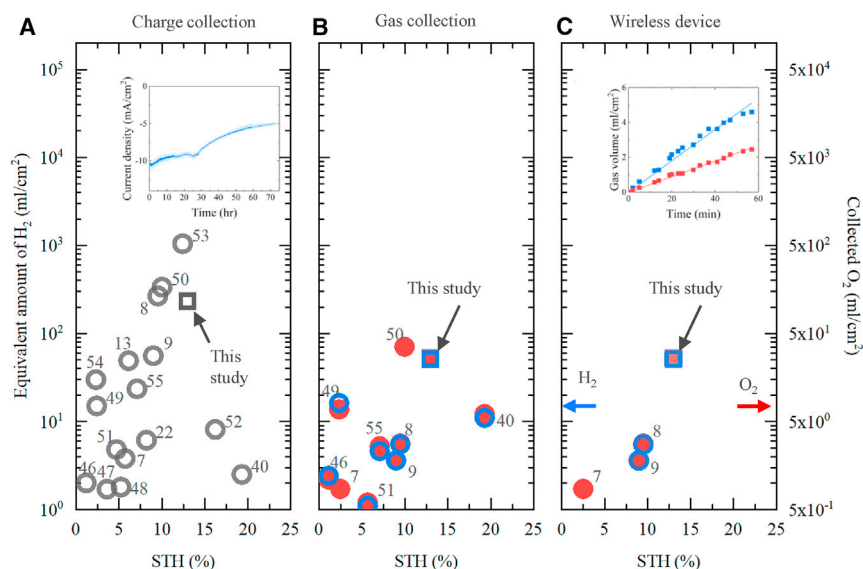 A
Charge collection
B
Gas collection
C
Wireless device
Equivalent amount of H2 (ml/cm2)
10^5
10^4
10^3
10^2
10^1
10^0
Current density (mA/cm2)
0
-5
-10
0 10 20 30 40 50 60 70
Time (hr)
53
50
8
This study
13
9
54
55
49
51
22
52
46
47
7
48
40
0 5 10 15 20 25
STH (%)
This study
50
49
55
8
40
46
7
9
51
0 5 10 15 20 25
STH (%)
Gas volume (ml/cm2)
6
4
2
0
0 20 40 60
Time (min)
This study
H2
O2
8
9
7
0 5 10 15 20 25
STH (%)
5x10^4
5x10^3
5x10^2
5x10^1
5x10^0
5x10^-1
Collected O2 (ml/cm2)